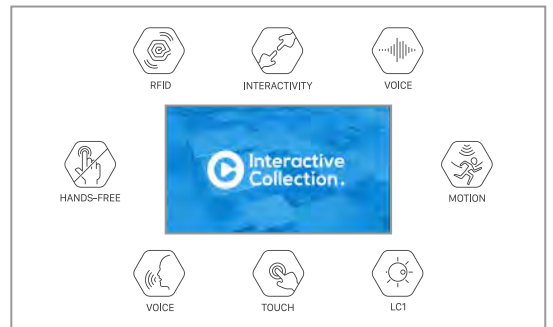 RFID
INTERACTIVITY
VOICE
Interactive
Collection.
HANDS-FREE
MOTION
VOICE
TOUCH
LC1